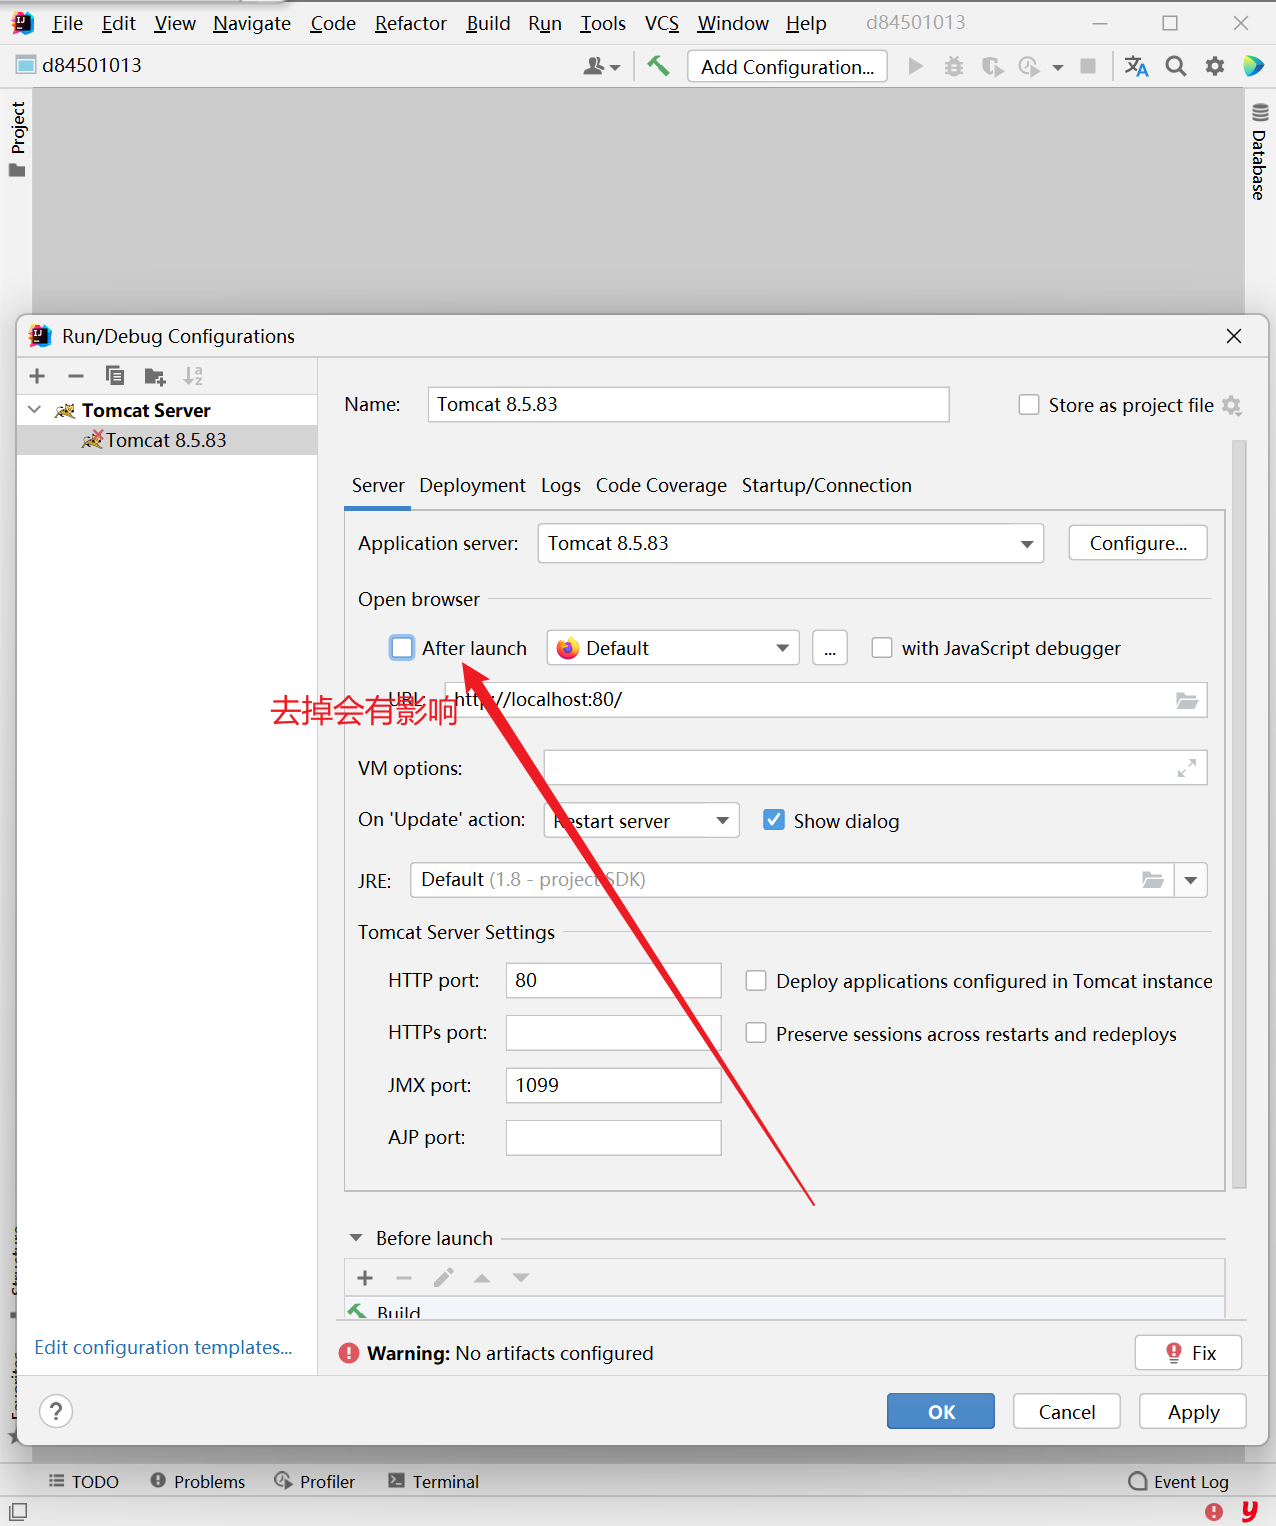 File Edit View Navigate Code Refactor Build Run Tools VCS Window Help d84501013
d84501013 Add Configuration...
Project
Database
Run/Debug Configurations
Tomcat Server
Tomcat 8.5.83
Name: Tomcat 8.5.83 Store as project file
Server Deployment Logs Code Coverage Startup/Connection
Application server: Tomcat 8.5.83 Configure...
Open browser
After launch Default ... with JavaScript debugger
URL: http://localhost:80/
去掉会有影响
VM options:
On 'Update' action: Restart server Show dialog
JRE: Default (1.8 - project SDK)
Tomcat Server Settings
HTTP port: 80 Deploy applications configured in Tomcat instance
HTTPs port: Preserve sessions across restarts and redeploys
JMX port: 1099
AJP port:
Before launch
Build
Structure
Favorites
Edit configuration templates...
Warning: No artifacts configured Fix
? OK Cancel Apply
TODO Problems Profiler Terminal Event Log